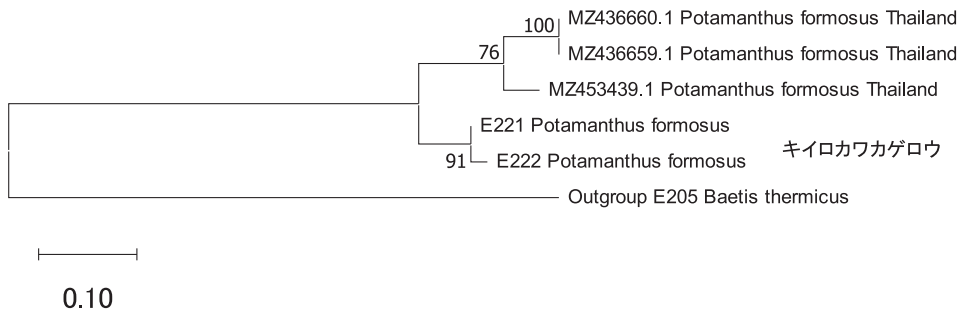 100 MZ436660.1 Potamanthus formosus Thailand
76 MZ436659.1 Potamanthus formosus Thailand
MZ453439.1 Potamanthus formosus Thailand
E221 Potamanthus formosus
キイロカワカゲロウ
91 E222 Potamanthus formosus
Outgroup E205 Baetis thermicus
0.10